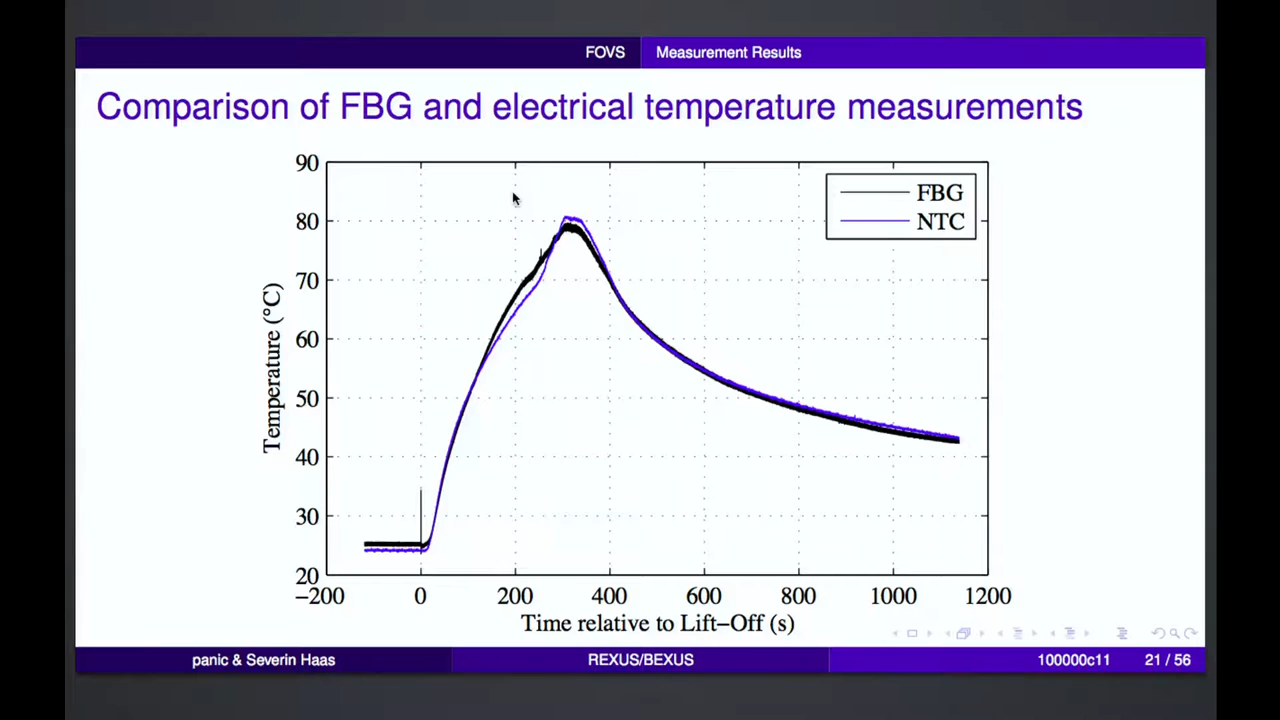 FOVS Measurement Results
Comparison of FBG and electrical temperature measurements
90
80
70
60
50
40
30
20
Temperature (°C)
FBG
NTC
−200 0 200 400 600 800 1000 1200
Time relative to Lift−Off (s)
panic & Severin Haas REXUS/BEXUS 100000c11 21 / 56